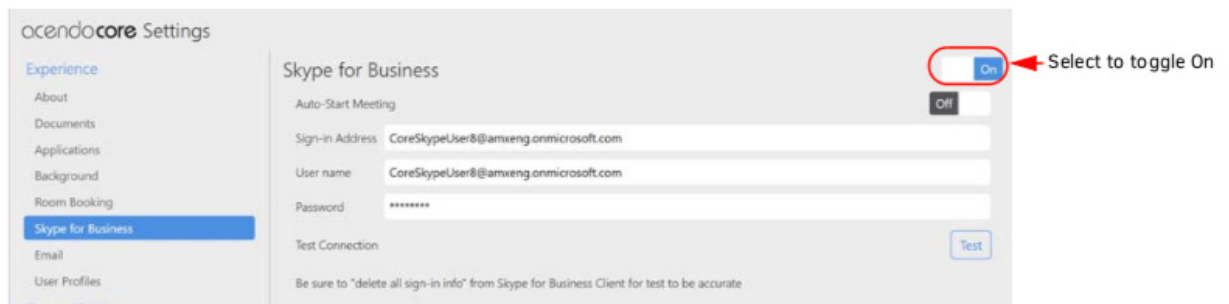 acendocore Settings
Experience
About
Documents
Applications
Background
Room Booking
Skype for Business
Email
User Profiles
Skype for Business
On
Select to toggle On
Auto-Start Meeting
Off
Sign-in Address CoreSkypeUser8@amxeng.onmicrosoft.com
User name CoreSkypeUser8@amxeng.onmicrosoft.com
Password ********
Test Connection
Test
Be sure to "delete all sign-in info" from Skype for Business Client for test to be accurate